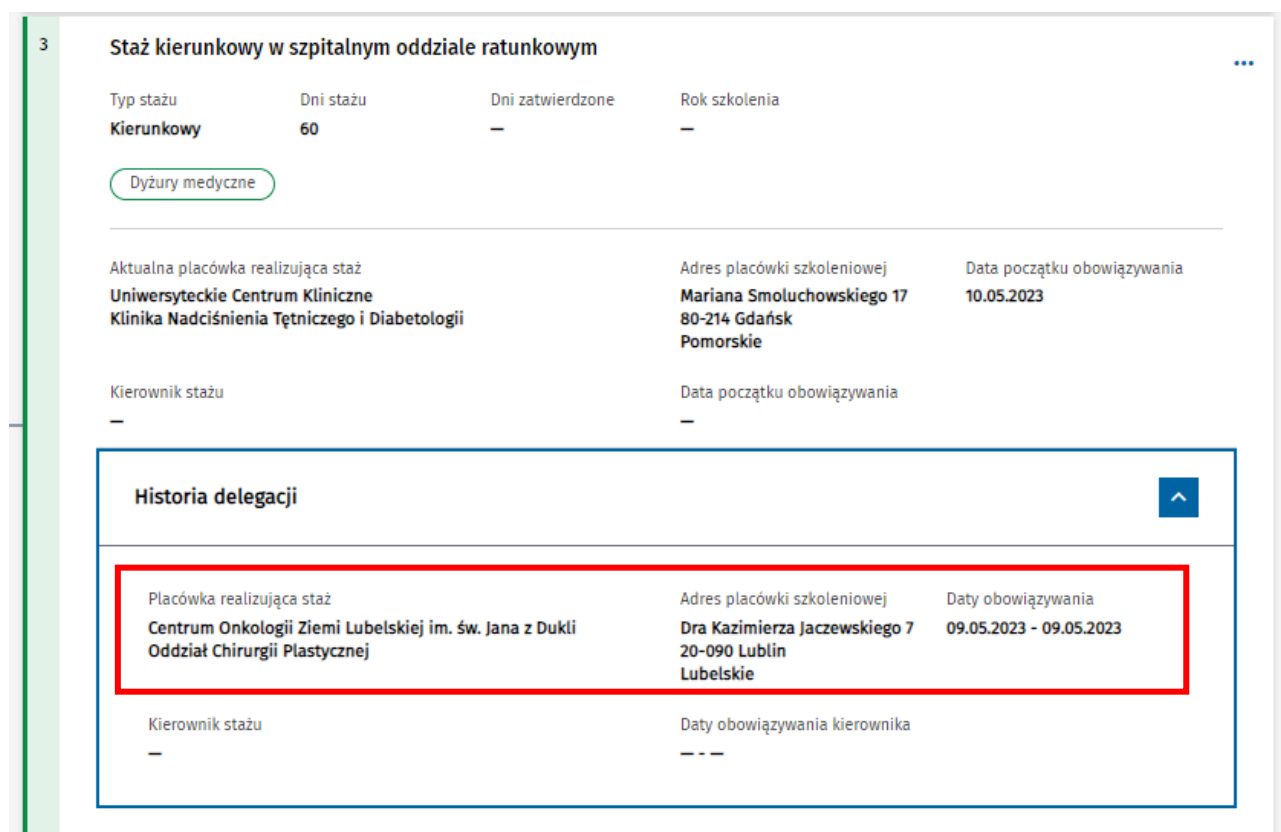 3
Staż kierunkowy w szpitalnym oddziale ratunkowym
Typ stażu Dni stażu Dni zatwierdzone Rok szkolenia
Kierunkowy 60 — —
Dyżury medyczne
Aktualna placówka realizująca staż
Uniwersyteckie Centrum Kliniczne
Klinika Nadciśnienia Tętniczego i Diabetologii
Adres placówki szkoleniowej
Mariana Smoluchowskiego 17
80-214 Gdańsk
Pomorskie
Data początku obowiązywania
10.05.2023
Kierownik stażu
—
Data początku obowiązywania
—
Historia delegacji
Placówka realizująca staż
Centrum Onkologii Ziemi Lubelskiej im. św. Jana z Dukli
Oddział Chirurgii Plastycznej
Adres placówki szkoleniowej
Dra Kazimierza Jaczewskiego 7
20-090 Lublin
Lubelskie
Daty obowiązywania
09.05.2023 - 09.05.2023
Kierownik stażu
—
Daty obowiązywania kierownika
— - —